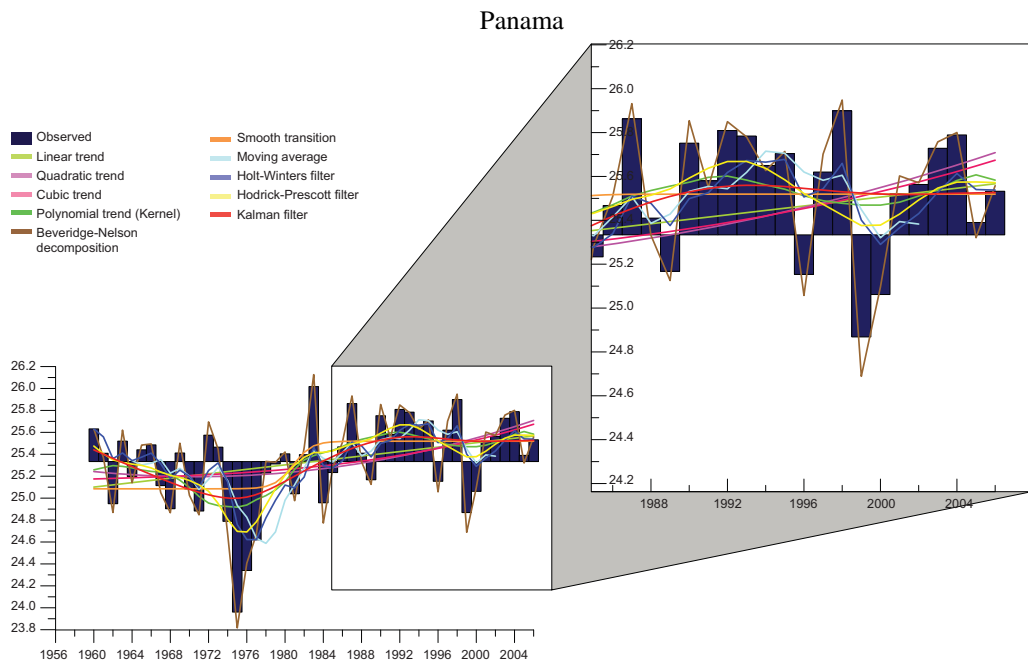 Panama
Observed
Linear trend
Quadratic trend
Cubic trend
Polynomial trend (Kernel)
Beveridge-Nelson
decomposition
Smooth transition
Moving average
Holt-Winters filter
Hodrick-Prescott filter
Kalman filter
26.2
26.0
25.2
25.0
24.8
24.6
24.4
24.2
1988 1992 1996 2000 2004
26.2
26.0
25.8
25.6
25.4
25.2
25.0
24.8
24.6
24.4
24.2
24.0
23.8
1956 1960 1964 1968 1972 1976 1980 1984 1988 1992 1996 2000 2004